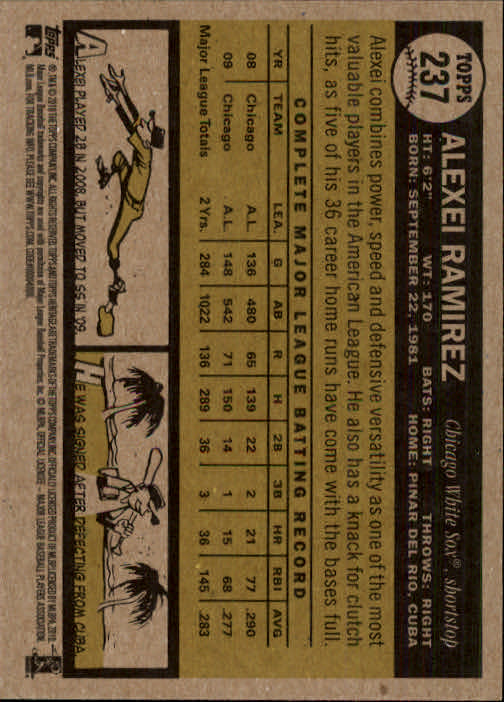 TOPPS
237
ALEXEI RAMIREZ
Chicago White Sox®, shortstop
HT: 6'2" WT: 170 BATS: RIGHT THROWS: RIGHT
BORN: SEPTEMBER 22, 1981 HOME: PINAR DEL RIO, CUBA
Alexei combines power, speed and defensive versatility as one of the most
valuable players in the American League. He also has a knack for clutch
hits, as five of his 36 career home runs have come with the bases full.
COMPLETE MAJOR LEAGUE BATTING RECORD
YR TEAM LEA. G AB R H 2B 3B HR RBI AVG
08 Chicago A.L. 136 480 65 139 22 2 21 77 .290
09 Chicago A.L. 148 542 71 150 14 1 15 68 .277
Major League Totals 2 Yrs. 284 1022 136 289 36 3 36 145 .283
ALEXEI PLAYED 2B IN 2008, BUT MOVED TO SS IN '09.
HE WAS SIGNED AFTER DEFECTING FROM CUBA.
topps